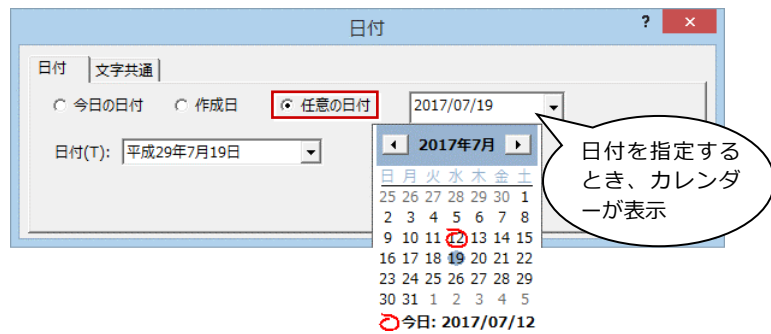 日付
? ×
日付 文字共通
今日の日付 作成日 任意の日付 2017/07/19
日付(T): 平成29年7月19日
2017年7月
日 月 火 水 木 金 土
25 26 27 28 29 30 1
2 3 4 5 6 7 8
9 10 11 12 13 14 15
16 17 18 19 20 21 22
23 24 25 26 27 28 29
30 31 1 2 3 4 5
今日: 2017/07/12
日付を指定する
とき、カレンダ
ーが表示